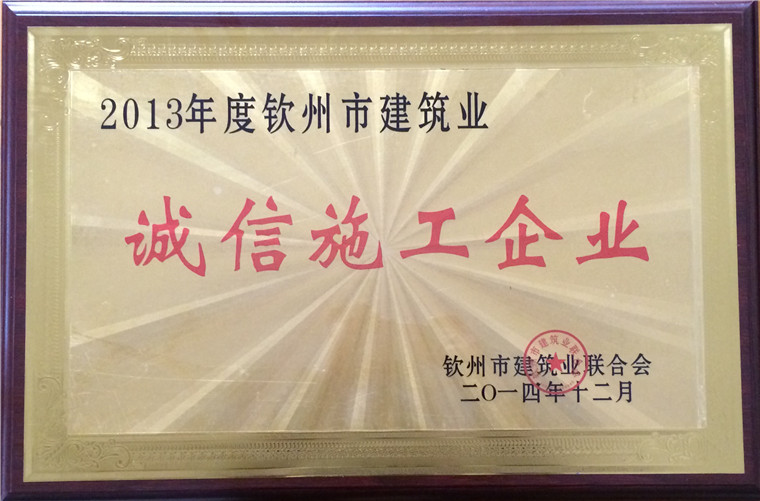 2013年度钦州市建筑业
诚信施工企业
钦州市建筑业联合会
二〇一四年十二月